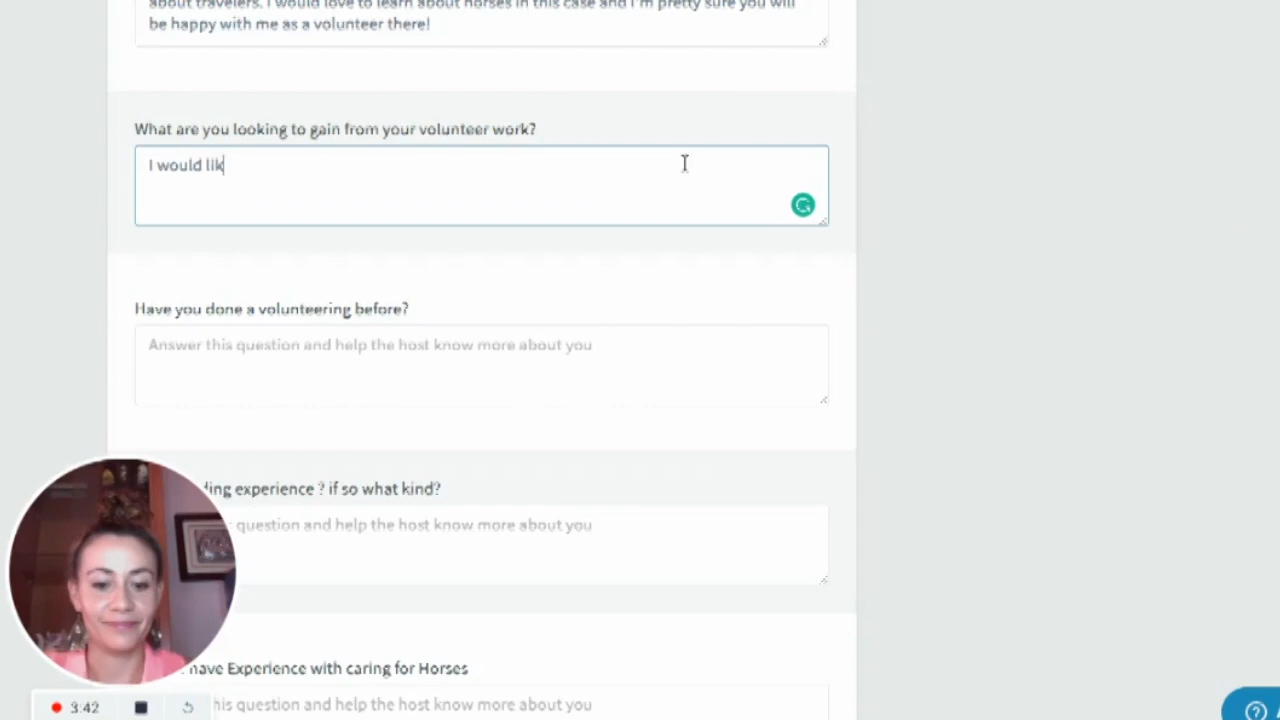 about travelers. I would love to learn about horses in this case and I'm pretty sure you will
be happy with me as a volunteer there!
What are you looking to gain from your volunteer work?
I would lik
Have you done a volunteering before?
Answer this question and help the host know more about you
ding experience ? if so what kind?
question and help the host know more about you
have Experience with caring for Horses
his question and help the host know more about you
3:42